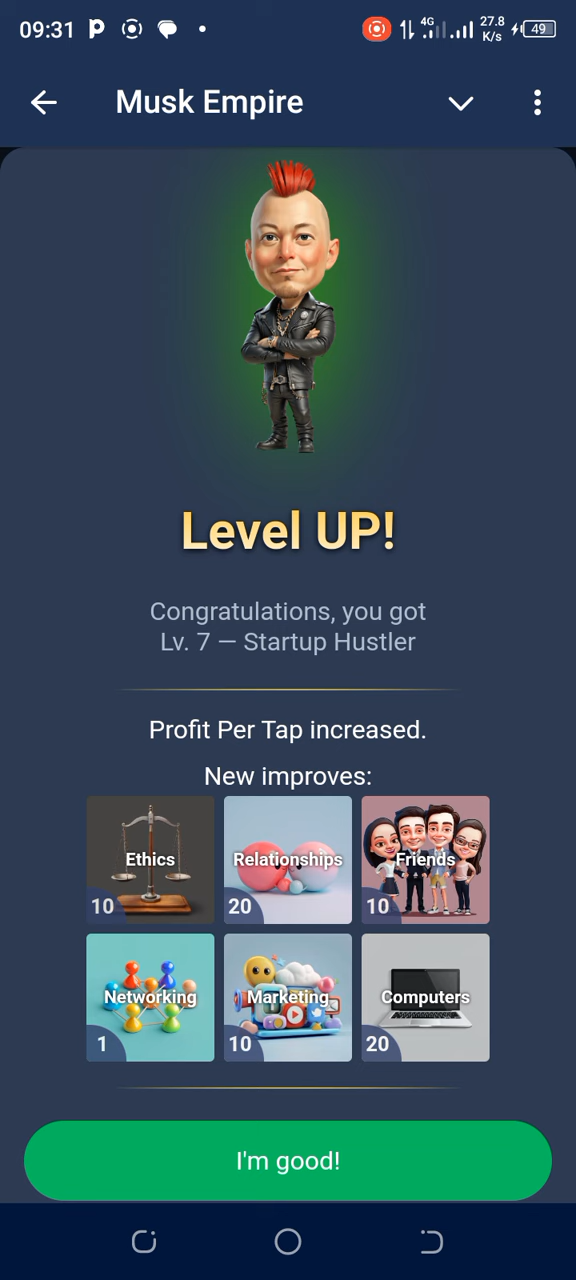 09:31
4G
27.8
K/s
49
Musk Empire
Level UP!
Congratulations, you got
Lv. 7 — Startup Hustler
Profit Per Tap increased.
New improves:
Ethics
10
Relationships
20
Friends
10
Networking
1
Marketing
10
Computers
20
I'm good!